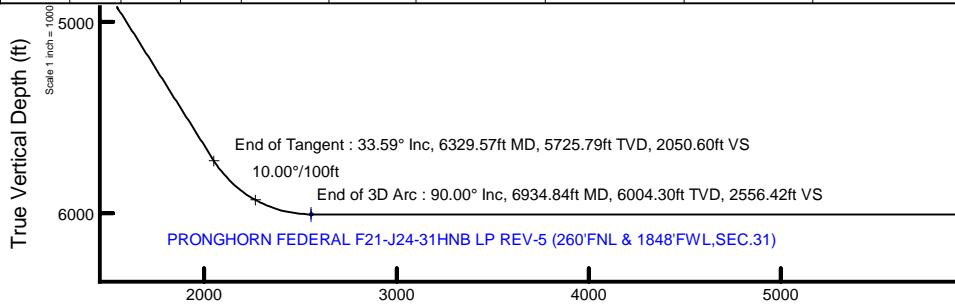 5000
Scale 1 inch = 1000
True Vertical Depth (ft)
End of Tangent : 33.59° Inc, 6329.57ft MD, 5725.79ft TVD, 2050.60ft VS
10.00°/100ft
End of 3D Arc : 90.00° Inc, 6934.84ft MD, 6004.30ft TVD, 2556.42ft VS
6000
PRONGHORN FEDERAL F21-J24-31HNB LP REV-5 (260'FNL & 1848'FWL,SEC.31)
2000 3000 4000 5000